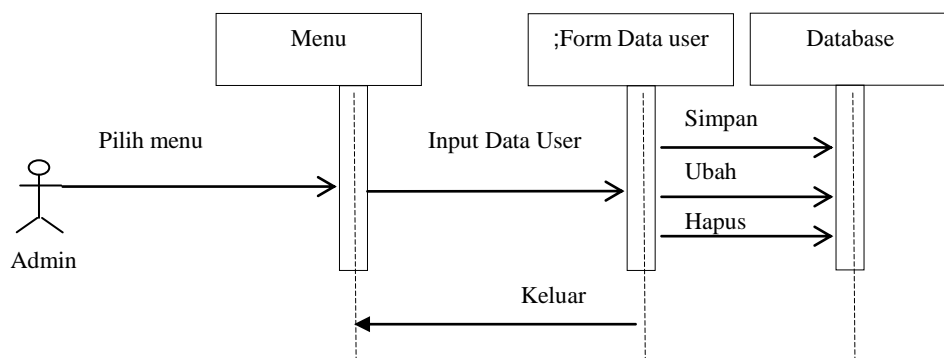 Menu
;Form Data user
Database
Pilih menu
Input Data User
Simpan
Ubah
Hapus
Admin
Keluar